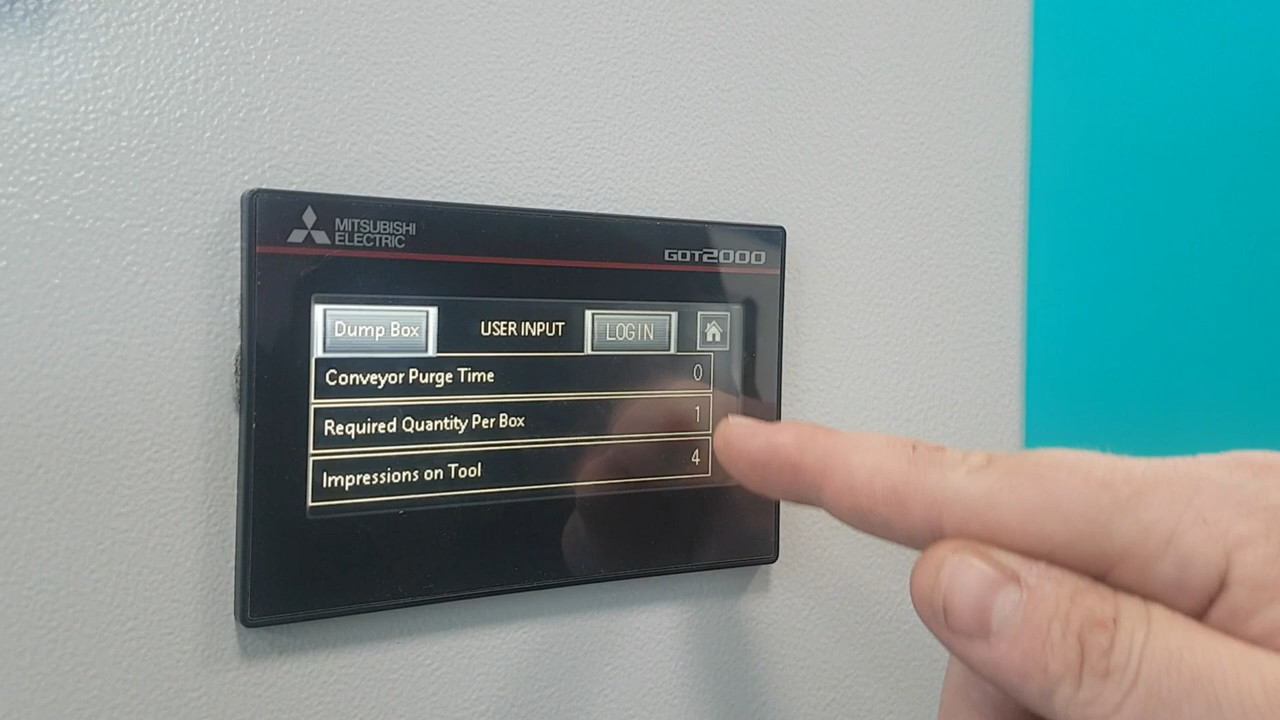 MITSUBISHI
ELECTRIC
GOT2000
Dump Box USER INPUT LOGIN
Conveyor Purge Time 0
Required Quantity Per Box 1
Impressions on Tool 4